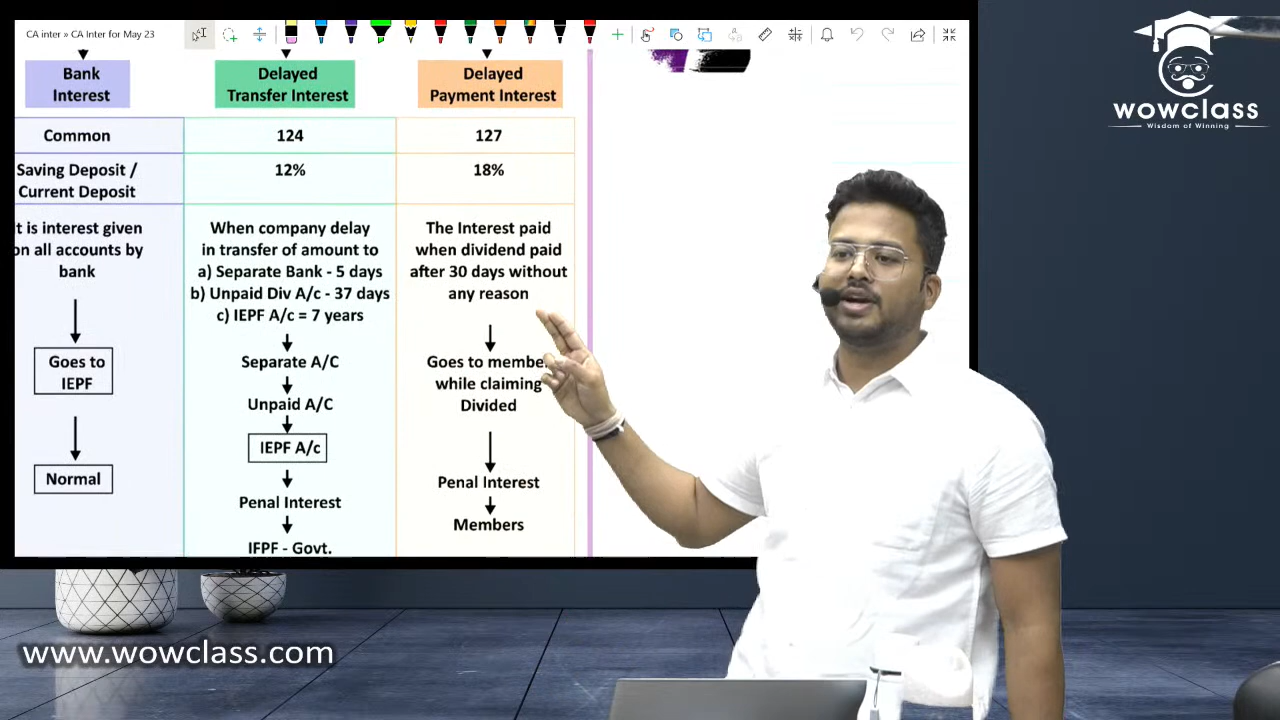 CA inter » CA Inter for May 23
wowclass
Wisdom of Winning
Bank
Interest
Delayed
Transfer Interest
Delayed
Payment Interest
Common
124
127
Saving Deposit /
Current Deposit
12%
18%
t is interest given
on all accounts by
bank
Goes to
IEPF
Normal
When company delay
in transfer of amount to
a) Separate Bank - 5 days
b) Unpaid Div A/c - 37 days
c) IEPF A/c = 7 years
Separate A/C
Unpaid A/C
IEPF A/c
Penal Interest
IFPF - Govt.
The Interest paid
when dividend paid
after 30 days without
any reason
Goes to member
while claiming
Divided
Penal Interest
Members
www.wowclass.com